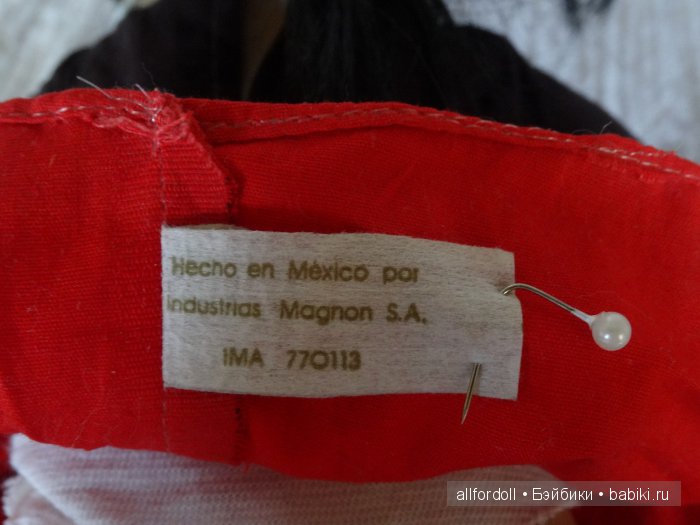 Hecho en México por
Industrias Magnon S.A.
IMA 770113
allfordoll • Бэйбики • babiki.ru